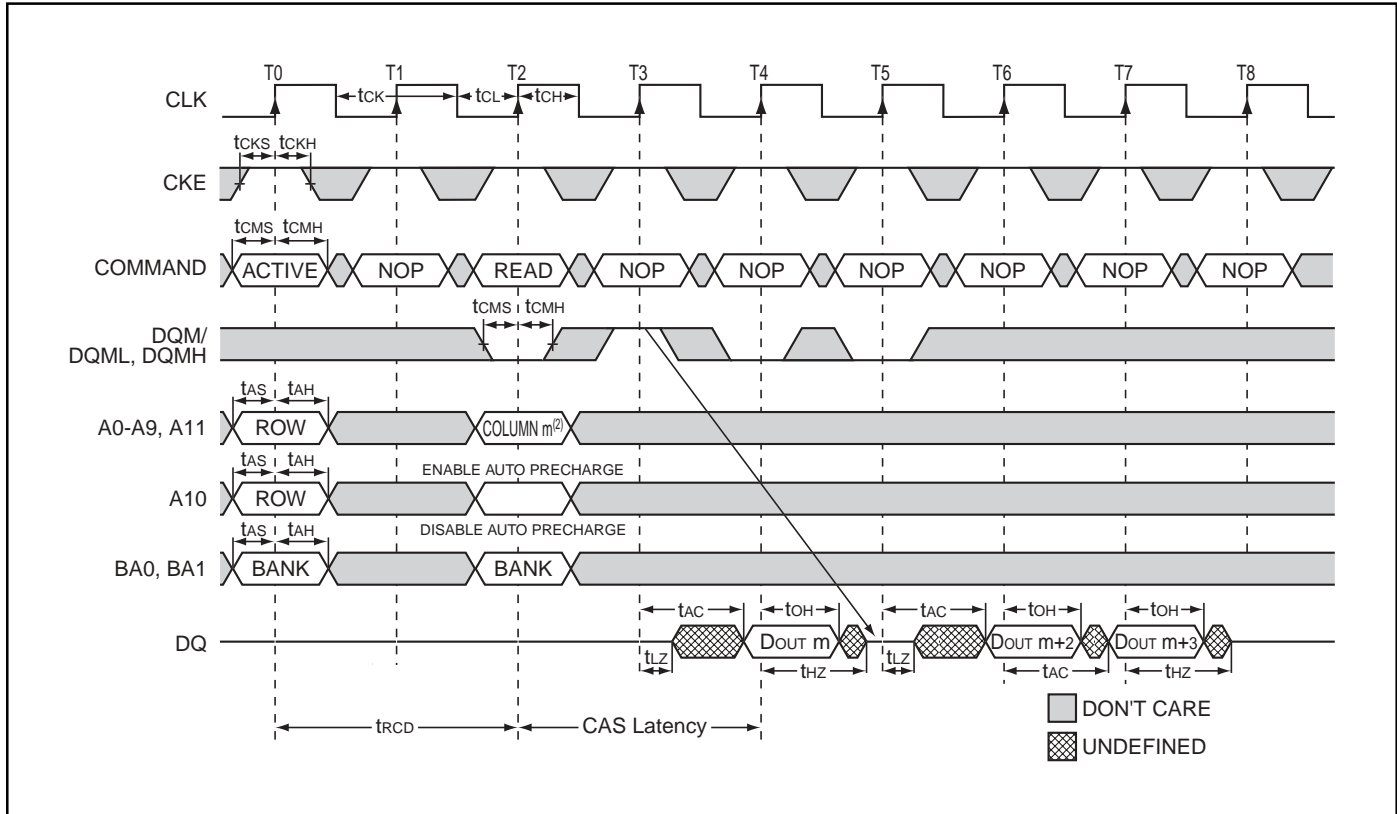 T0 T1 T2 T3 T4 T5 T6 T7 T8
CLK
tCK tCL tCH
tCKS tCKH
CKE
tCMS tCMH
COMMAND ACTIVE NOP READ NOP NOP NOP NOP NOP NOP
tCMS tCMH
DQM/
DQML, DQMH
tAS tAH
A0-A9, A11 ROW COLUMN m(2)
tAS tAH ENABLE AUTO PRECHARGE
A10 ROW
tAS tAH DISABLE AUTO PRECHARGE
BA0, BA1 BANK BANK
tAC tOH tAC tOH tOH
DQ DOUT m DOUT m+2 DOUT m+3
tLZ tHZ tLZ tAC tHZ
tRCD CAS Latency
DON'T CARE
UNDEFINED